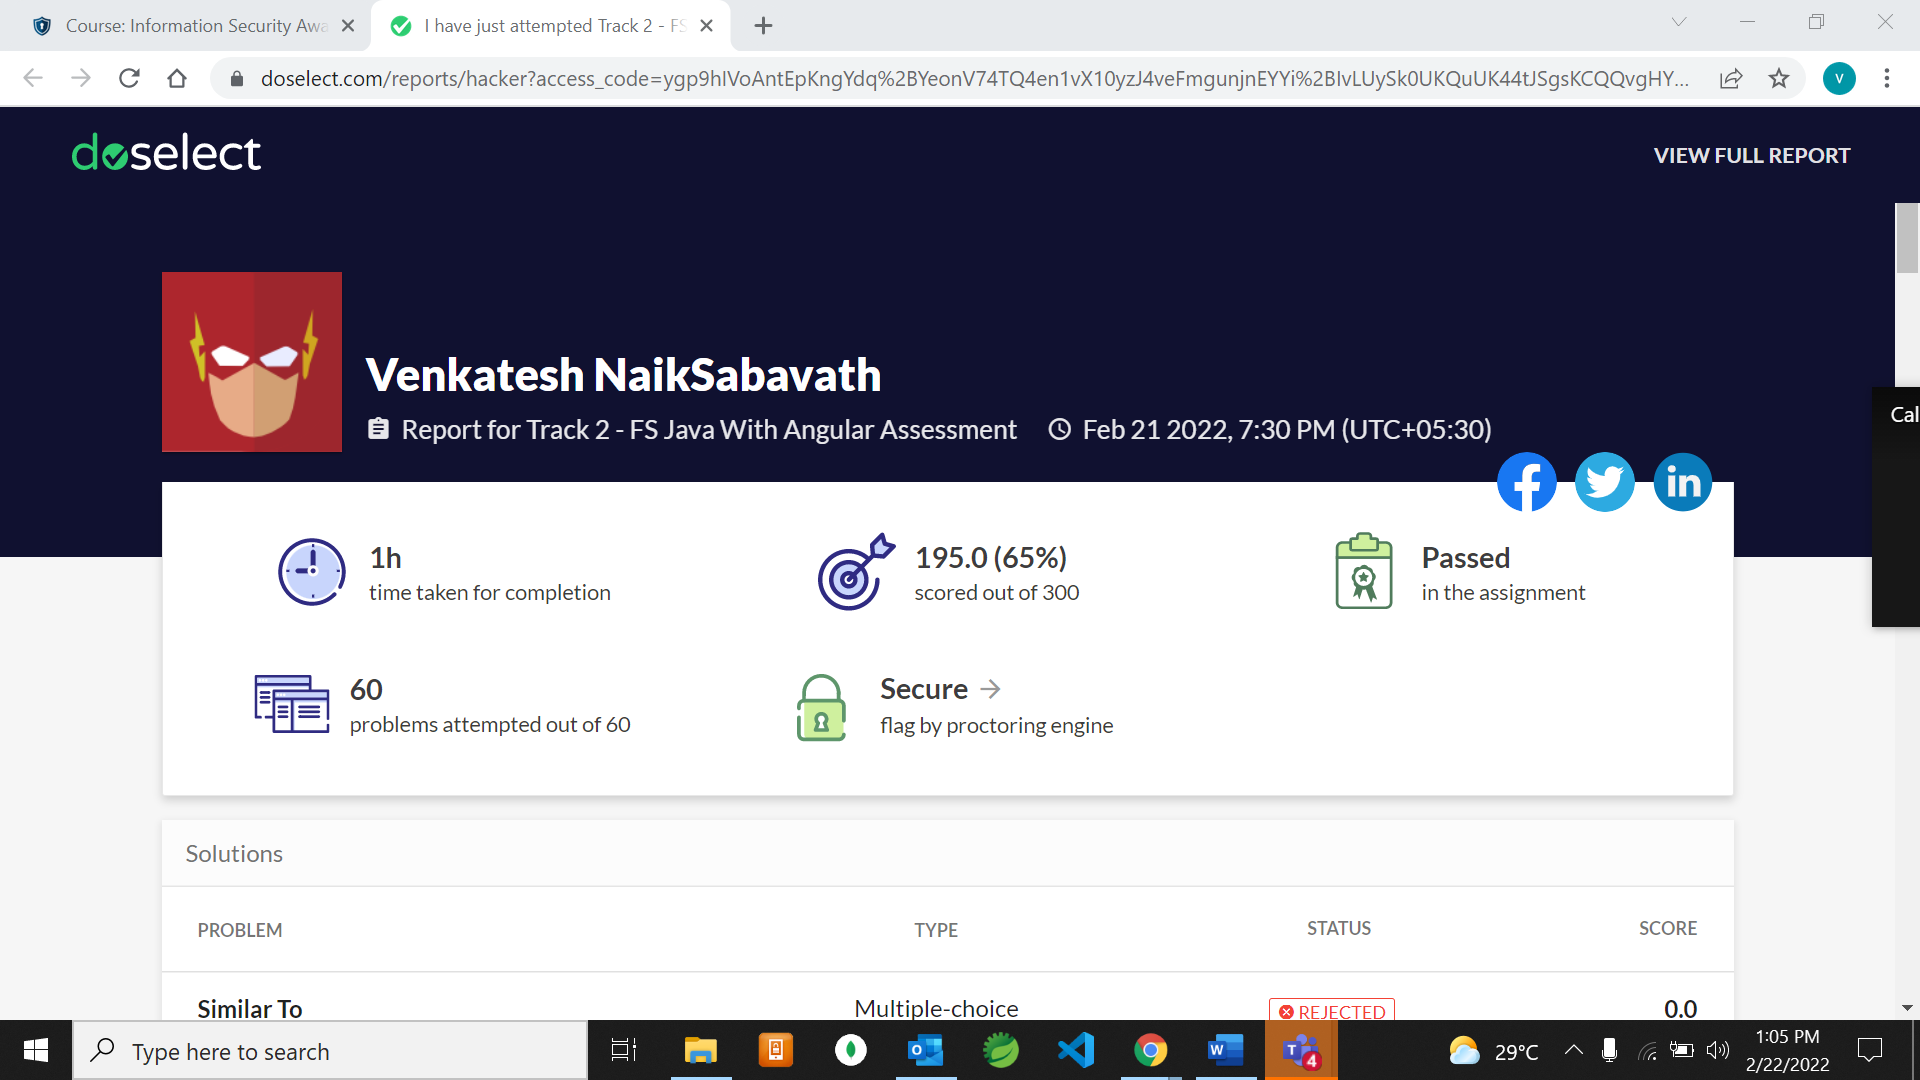 Course: Information Security Awa
I have just attempted Track 2 - FS
doselect.com/reports/hacker?access_code=ygp9hIVoAntEpKngYdq%2BYeonV74TQ4en1vX10yzJ4veFmgunjnEYYi%2BIvLUySk0UKQuUK44tJSgsKCQQvgHY...
V
doselect
VIEW FULL REPORT
Venkatesh NaikSabavath
Report for Track 2 - FS Java With Angular Assessment
Feb 21 2022, 7:30 PM (UTC+05:30)
Cal
1h
time taken for completion
195.0 (65%)
scored out of 300
Passed
in the assignment
60
problems attempted out of 60
Secure
flag by proctoring engine
Solutions
PROBLEM TYPE STATUS SCORE
Similar To Multiple-choice REJECTED 0.0
Type here to search
4
29°C
1:05 PM
2/22/2022